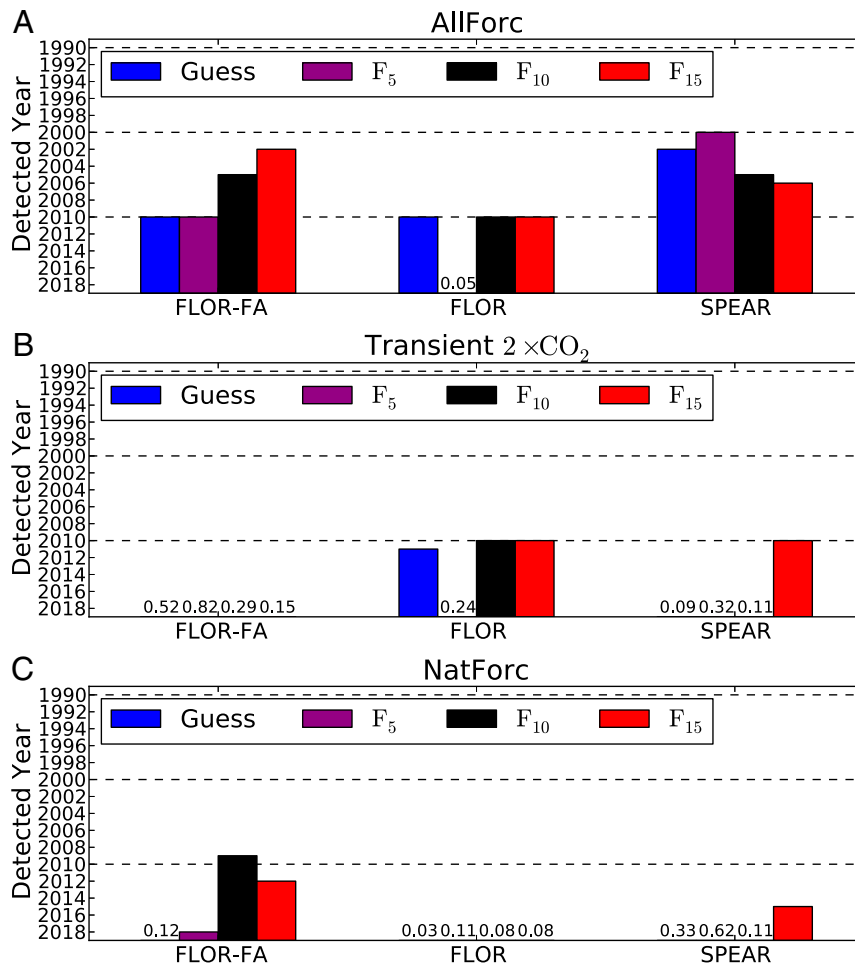 A
AllForc
Guess F₅ F₁₀ F₁₅
Detected Year
1990
1992
1994
1996
1998
2000
2002
2004
2006
2008
2010
2012
2014
2016
2018
0.05
FLOR-FA FLOR SPEAR
B
Transient 2 ×CO₂
Guess F₅ F₁₀ F₁₅
Detected Year
1990
1992
1994
1996
1998
2000
2002
2004
2006
2008
2010
2012
2014
2016
2018
0.52 0.82 0.29 0.15 0.24 0.09 0.32 0.11
FLOR-FA FLOR SPEAR
C
NatForc
Guess F₅ F₁₀ F₁₅
Detected Year
1990
1992
1994
1996
1998
2000
2002
2004
2006
2008
2010
2012
2014
2016
2018
0.12 0.03 0.11 0.08 0.08 0.33 0.62 0.11
FLOR-FA FLOR SPEAR